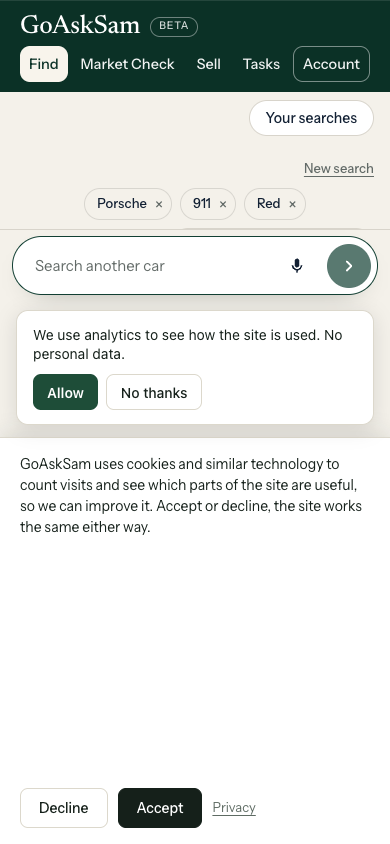 GoAskSam BETA
Find Market Check Sell Tasks Account
Your searches
New search
Porsche × 911 × Red ×
Search another car
We use analytics to see how the site is used. No
personal data.
Allow No thanks
GoAskSam uses cookies and similar technology to
count visits and see which parts of the site are useful,
so we can improve it. Accept or decline, the site works
the same either way.
Decline Accept Privacy